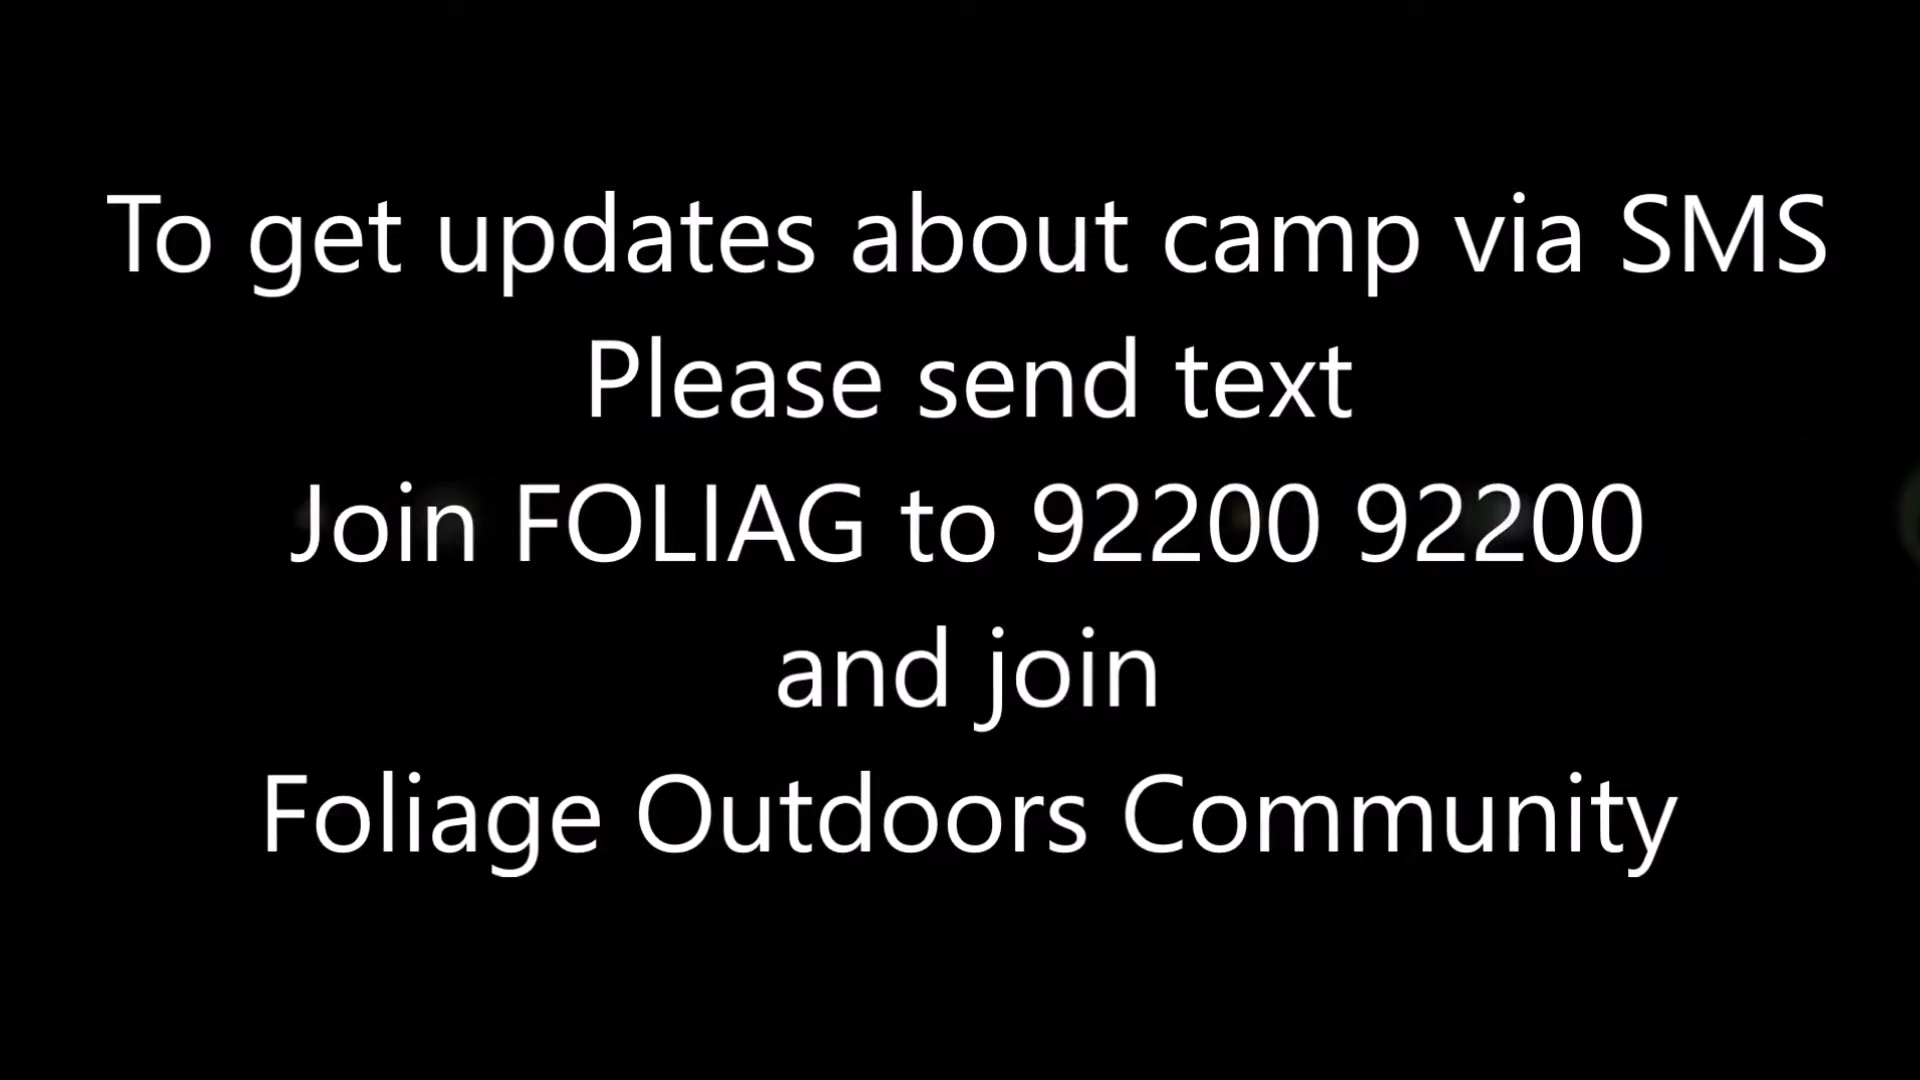 To get updates about camp via SMS
Please send text
Join FOLIAG to 92200 92200
and join
Foliage Outdoors Community